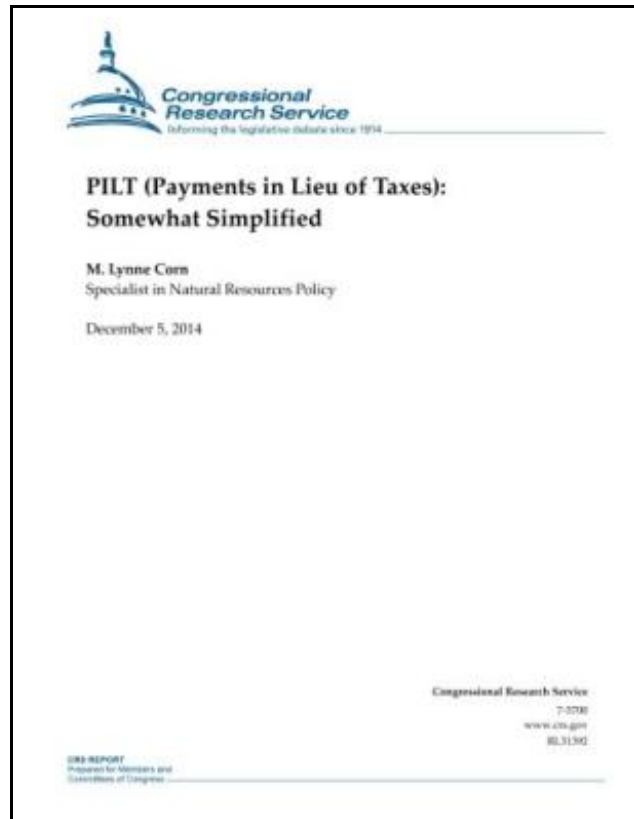 Congressional
Research Service
Informing the legislative debate since 1914
PILT (Payments in Lieu of Taxes):
Somewhat Simplified
M. Lynne Corn
Specialist in Natural Resources Policy
December 5, 2014
Congressional Research Service
7-5700
www.crs.gov
RL31392
CRS REPORT
Prepared for Members and
Committees of Congress